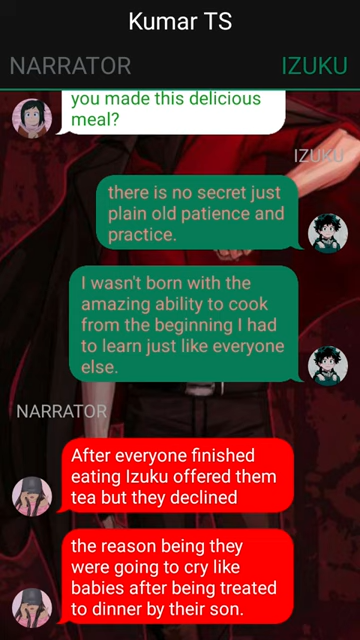 Kumar TS
NARRATOR
IZUKU
you made this delicious
meal?
IZUKU
there is no secret just
plain old patience and
practice.
I wasn't born with the
amazing ability to cook
from the beginning I had
to learn just like everyone
else.
NARRATOR
After everyone finished
eating Izuku offered them
tea but they declined
the reason being they
were going to cry like
babies after being treated
to dinner by their son.